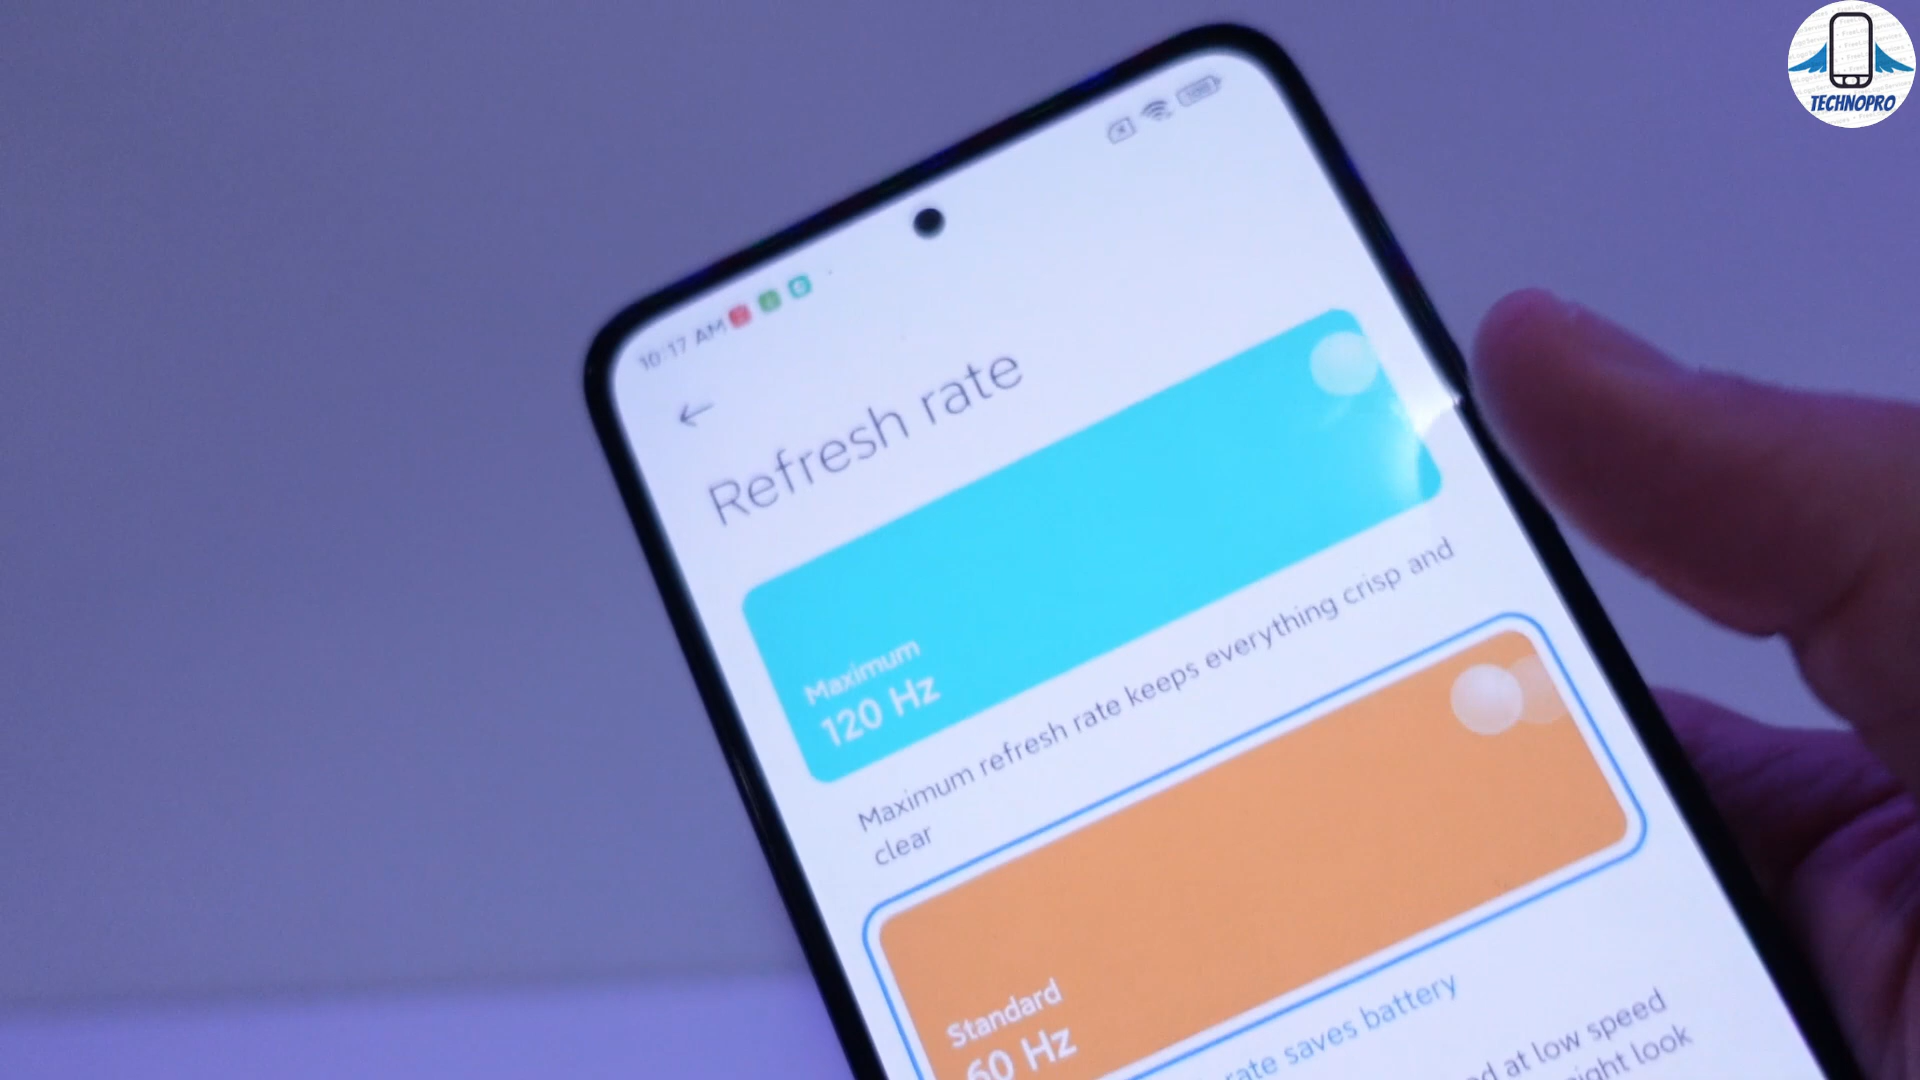 TECHNOPRO
10:17 AM
Refresh rate
Maximum
120 Hz
Maximum refresh rate keeps everything crisp and
clear
Standard
60 Hz
rate saves battery
at low speed
look